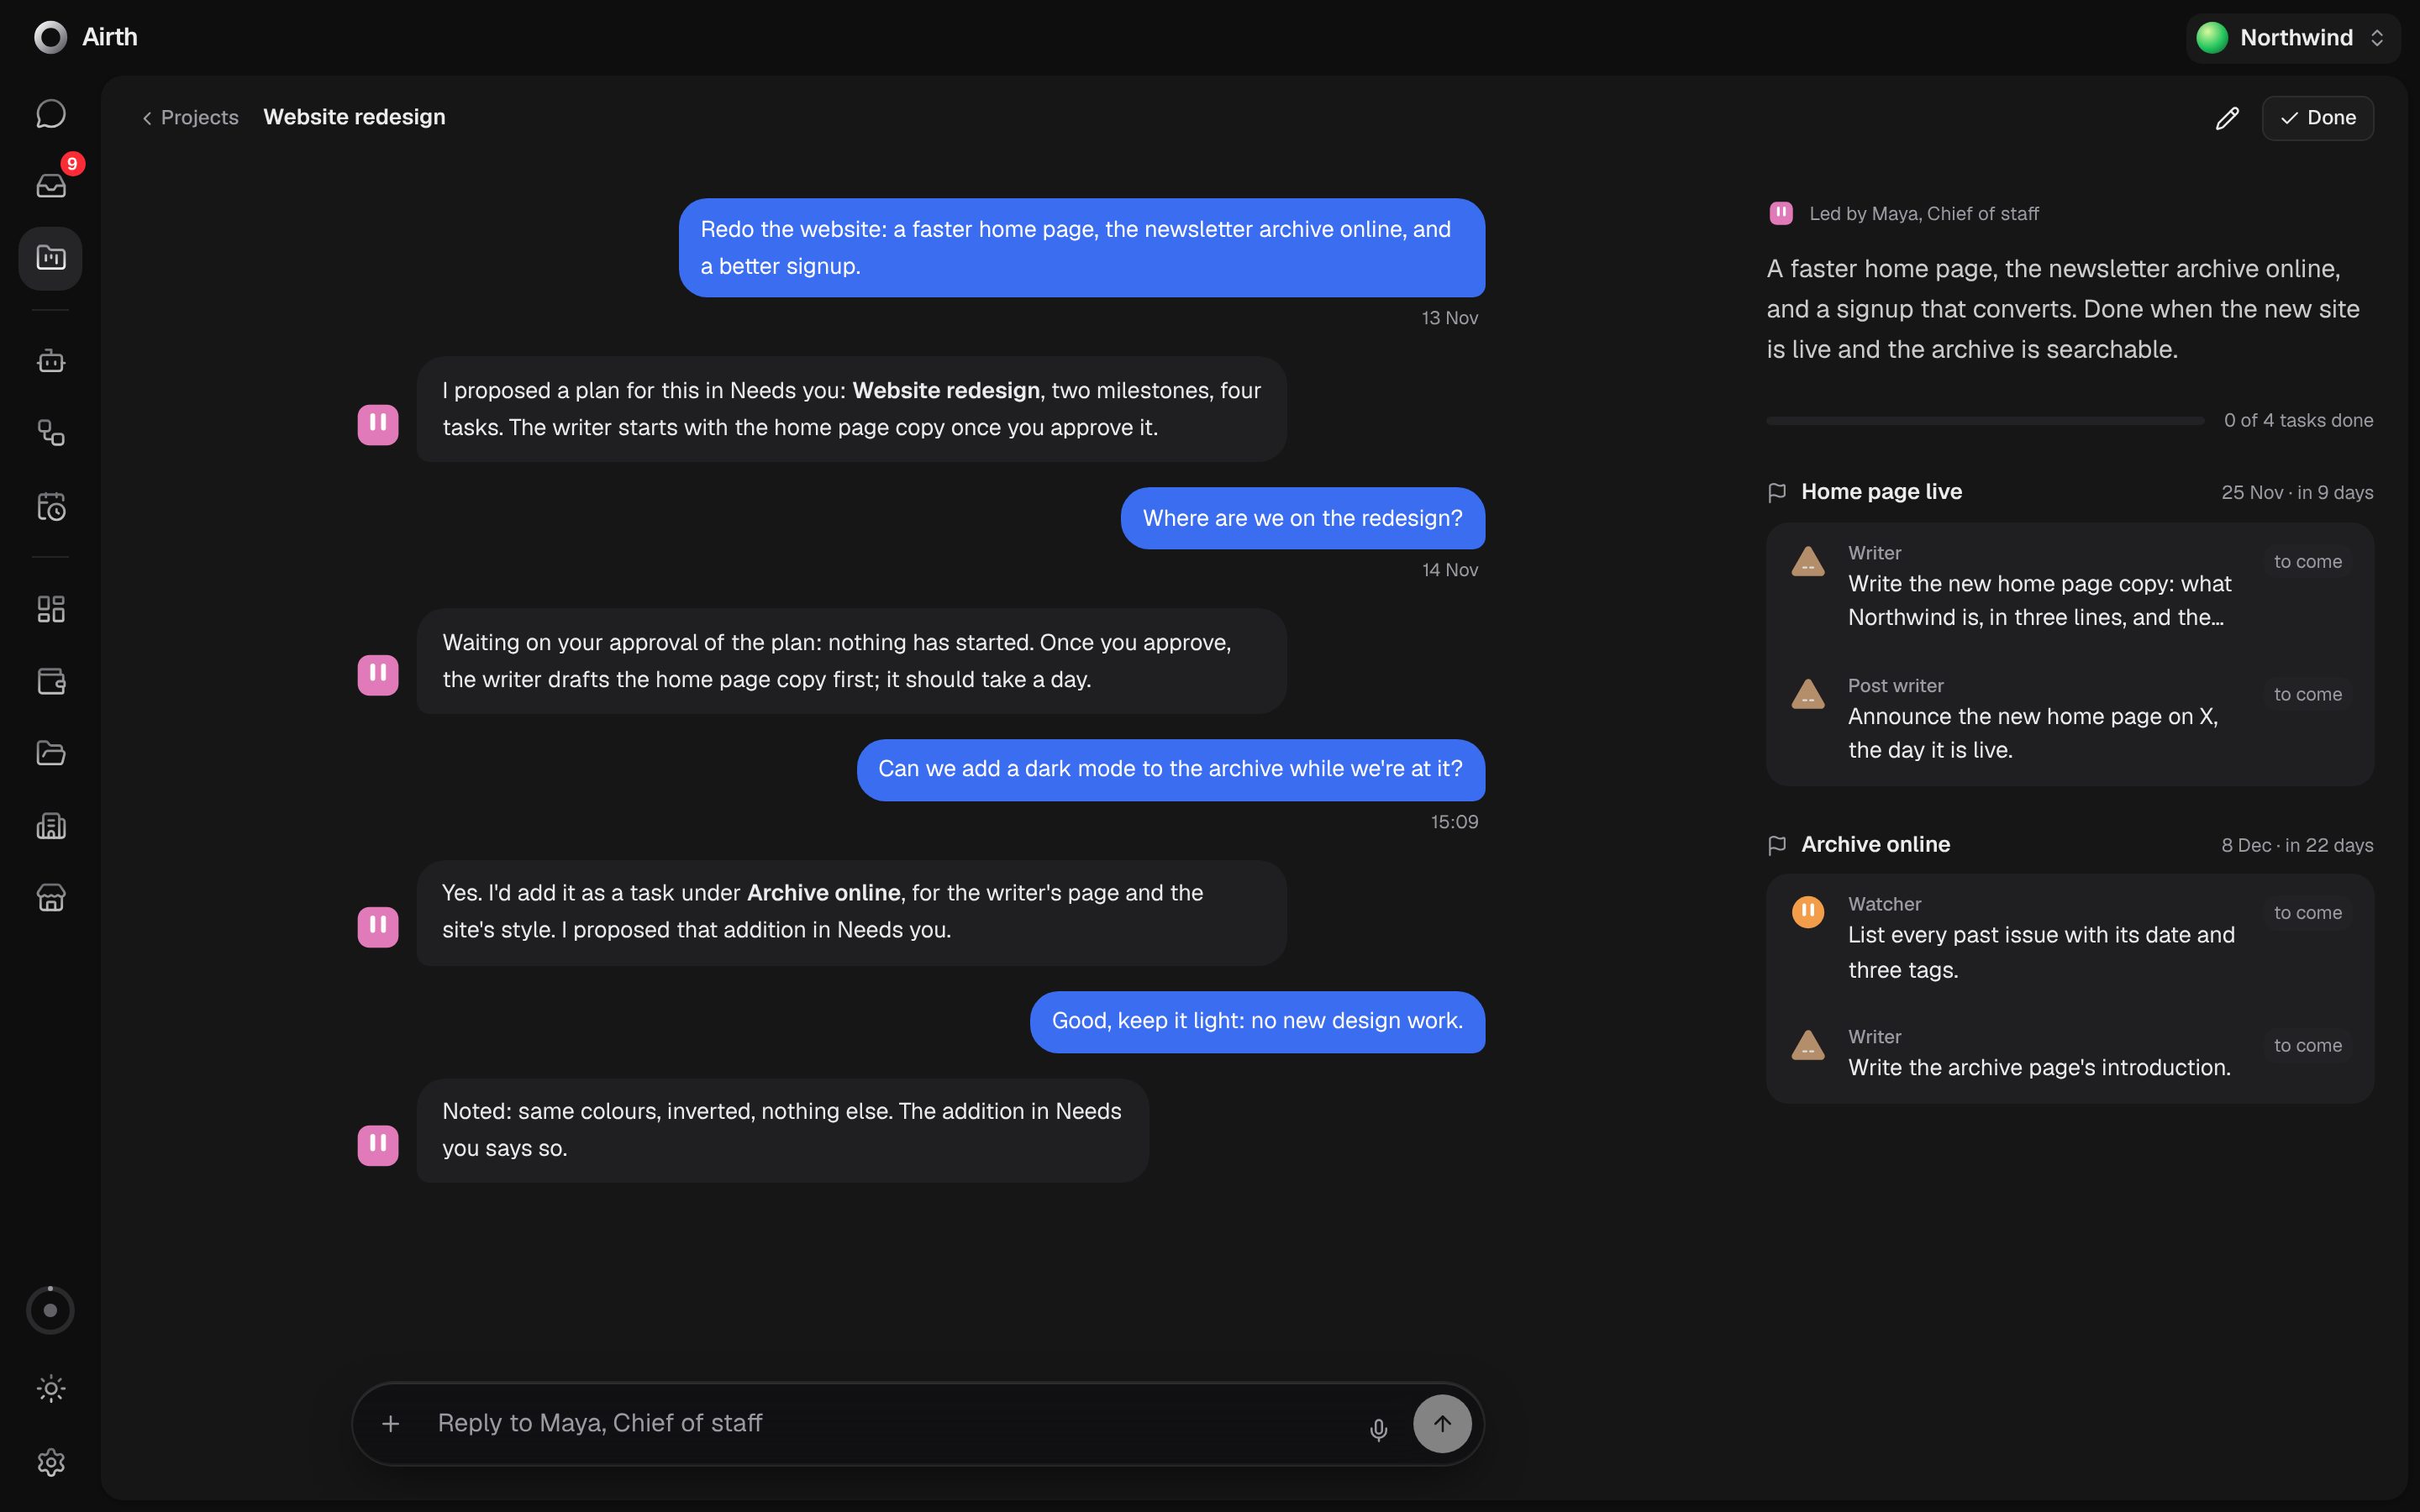 Airth
Northwind
9
Projects
Website redesign
Done
Redo the website: a faster home page, the newsletter archive online, and
a better signup.
13 Nov
I proposed a plan for this in Needs you: Website redesign, two milestones, four
tasks. The writer starts with the home page copy once you approve it.
Where are we on the redesign?
14 Nov
Waiting on your approval of the plan: nothing has started. Once you approve,
the writer drafts the home page copy first; it should take a day.
Can we add a dark mode to the archive while we're at it?
15:09
Yes. I'd add it as a task under Archive online, for the writer's page and the
site's style. I proposed that addition in Needs you.
Good, keep it light: no new design work.
Noted: same colours, inverted, nothing else. The addition in Needs
you says so.
Reply to Maya, Chief of staff
Led by Maya, Chief of staff
A faster home page, the newsletter archive online,
and a signup that converts. Done when the new site
is live and the archive is searchable.
0 of 4 tasks done
Home page live
25 Nov · in 9 days
Writer
to come
Write the new home page copy: what
Northwind is, in three lines, and the...
Post writer
to come
Announce the new home page on X,
the day it is live.
Archive online
8 Dec · in 22 days
Watcher
to come
List every past issue with its date and
three tags.
Writer
to come
Write the archive page's introduction.